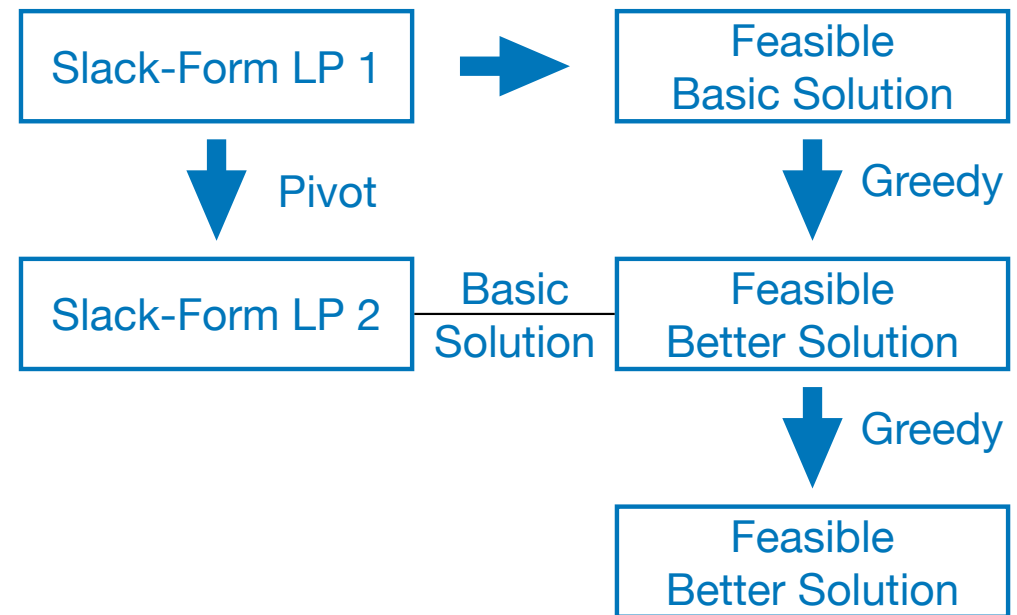 Slack-Form LP 1
Feasible
Basic Solution
Pivot
Greedy
Slack-Form LP 2
Basic
Solution
Feasible
Better Solution
Greedy
Feasible
Better Solution